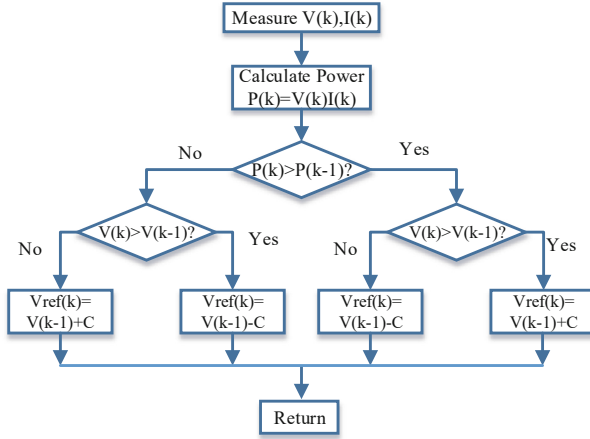 Measure V(k),I(k)
Calculate Power
P(k)=V(k)I(k)
No
Yes
P(k)>P(k-1)?
V(k)>V(k-1)?
V(k)>V(k-1)?
No
Yes
No
Yes
Vref(k)=
V(k-1)+C
Vref(k)=
V(k-1)-C
Vref(k)=
V(k-1)-C
Vref(k)=
V(k-1)+C
Return